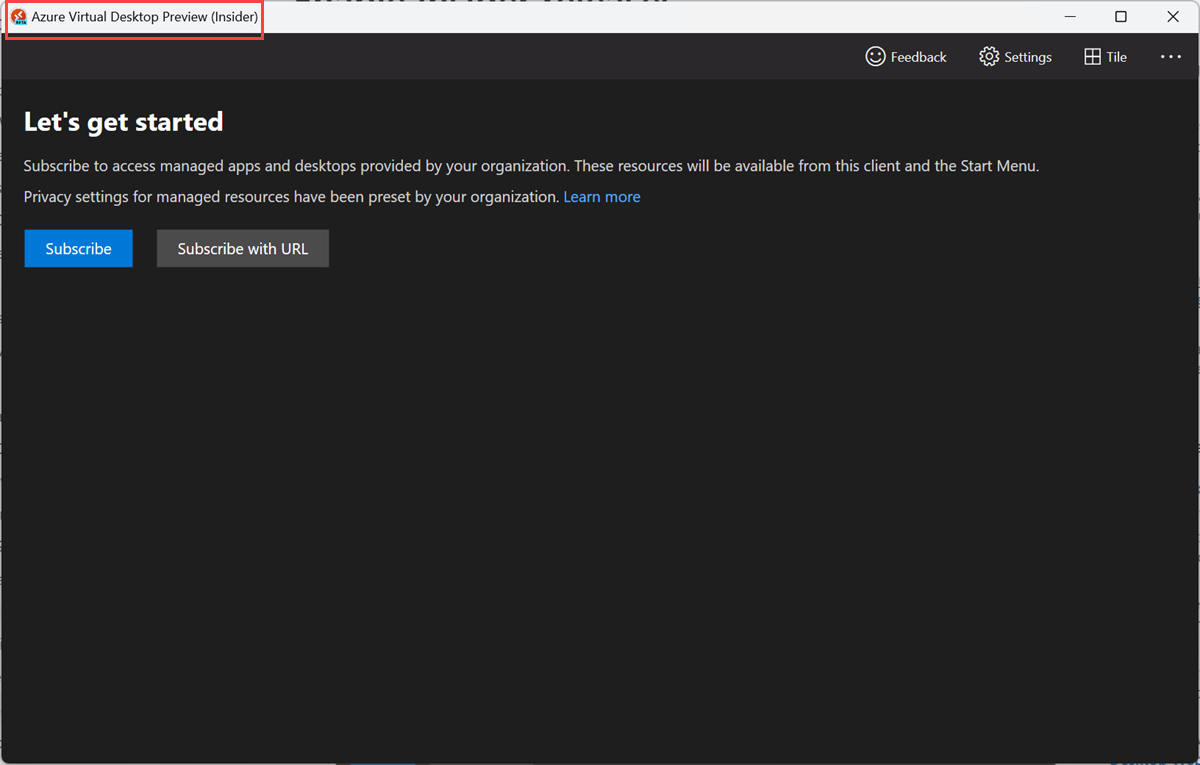 Azure Virtual Desktop Preview (Insider)
Feedback Settings Tile
Let's get started
Subscribe to access managed apps and desktops provided by your organization. These resources will be available from this client and the Start Menu.
Privacy settings for managed resources have been preset by your organization. Learn more
Subscribe Subscribe with URL